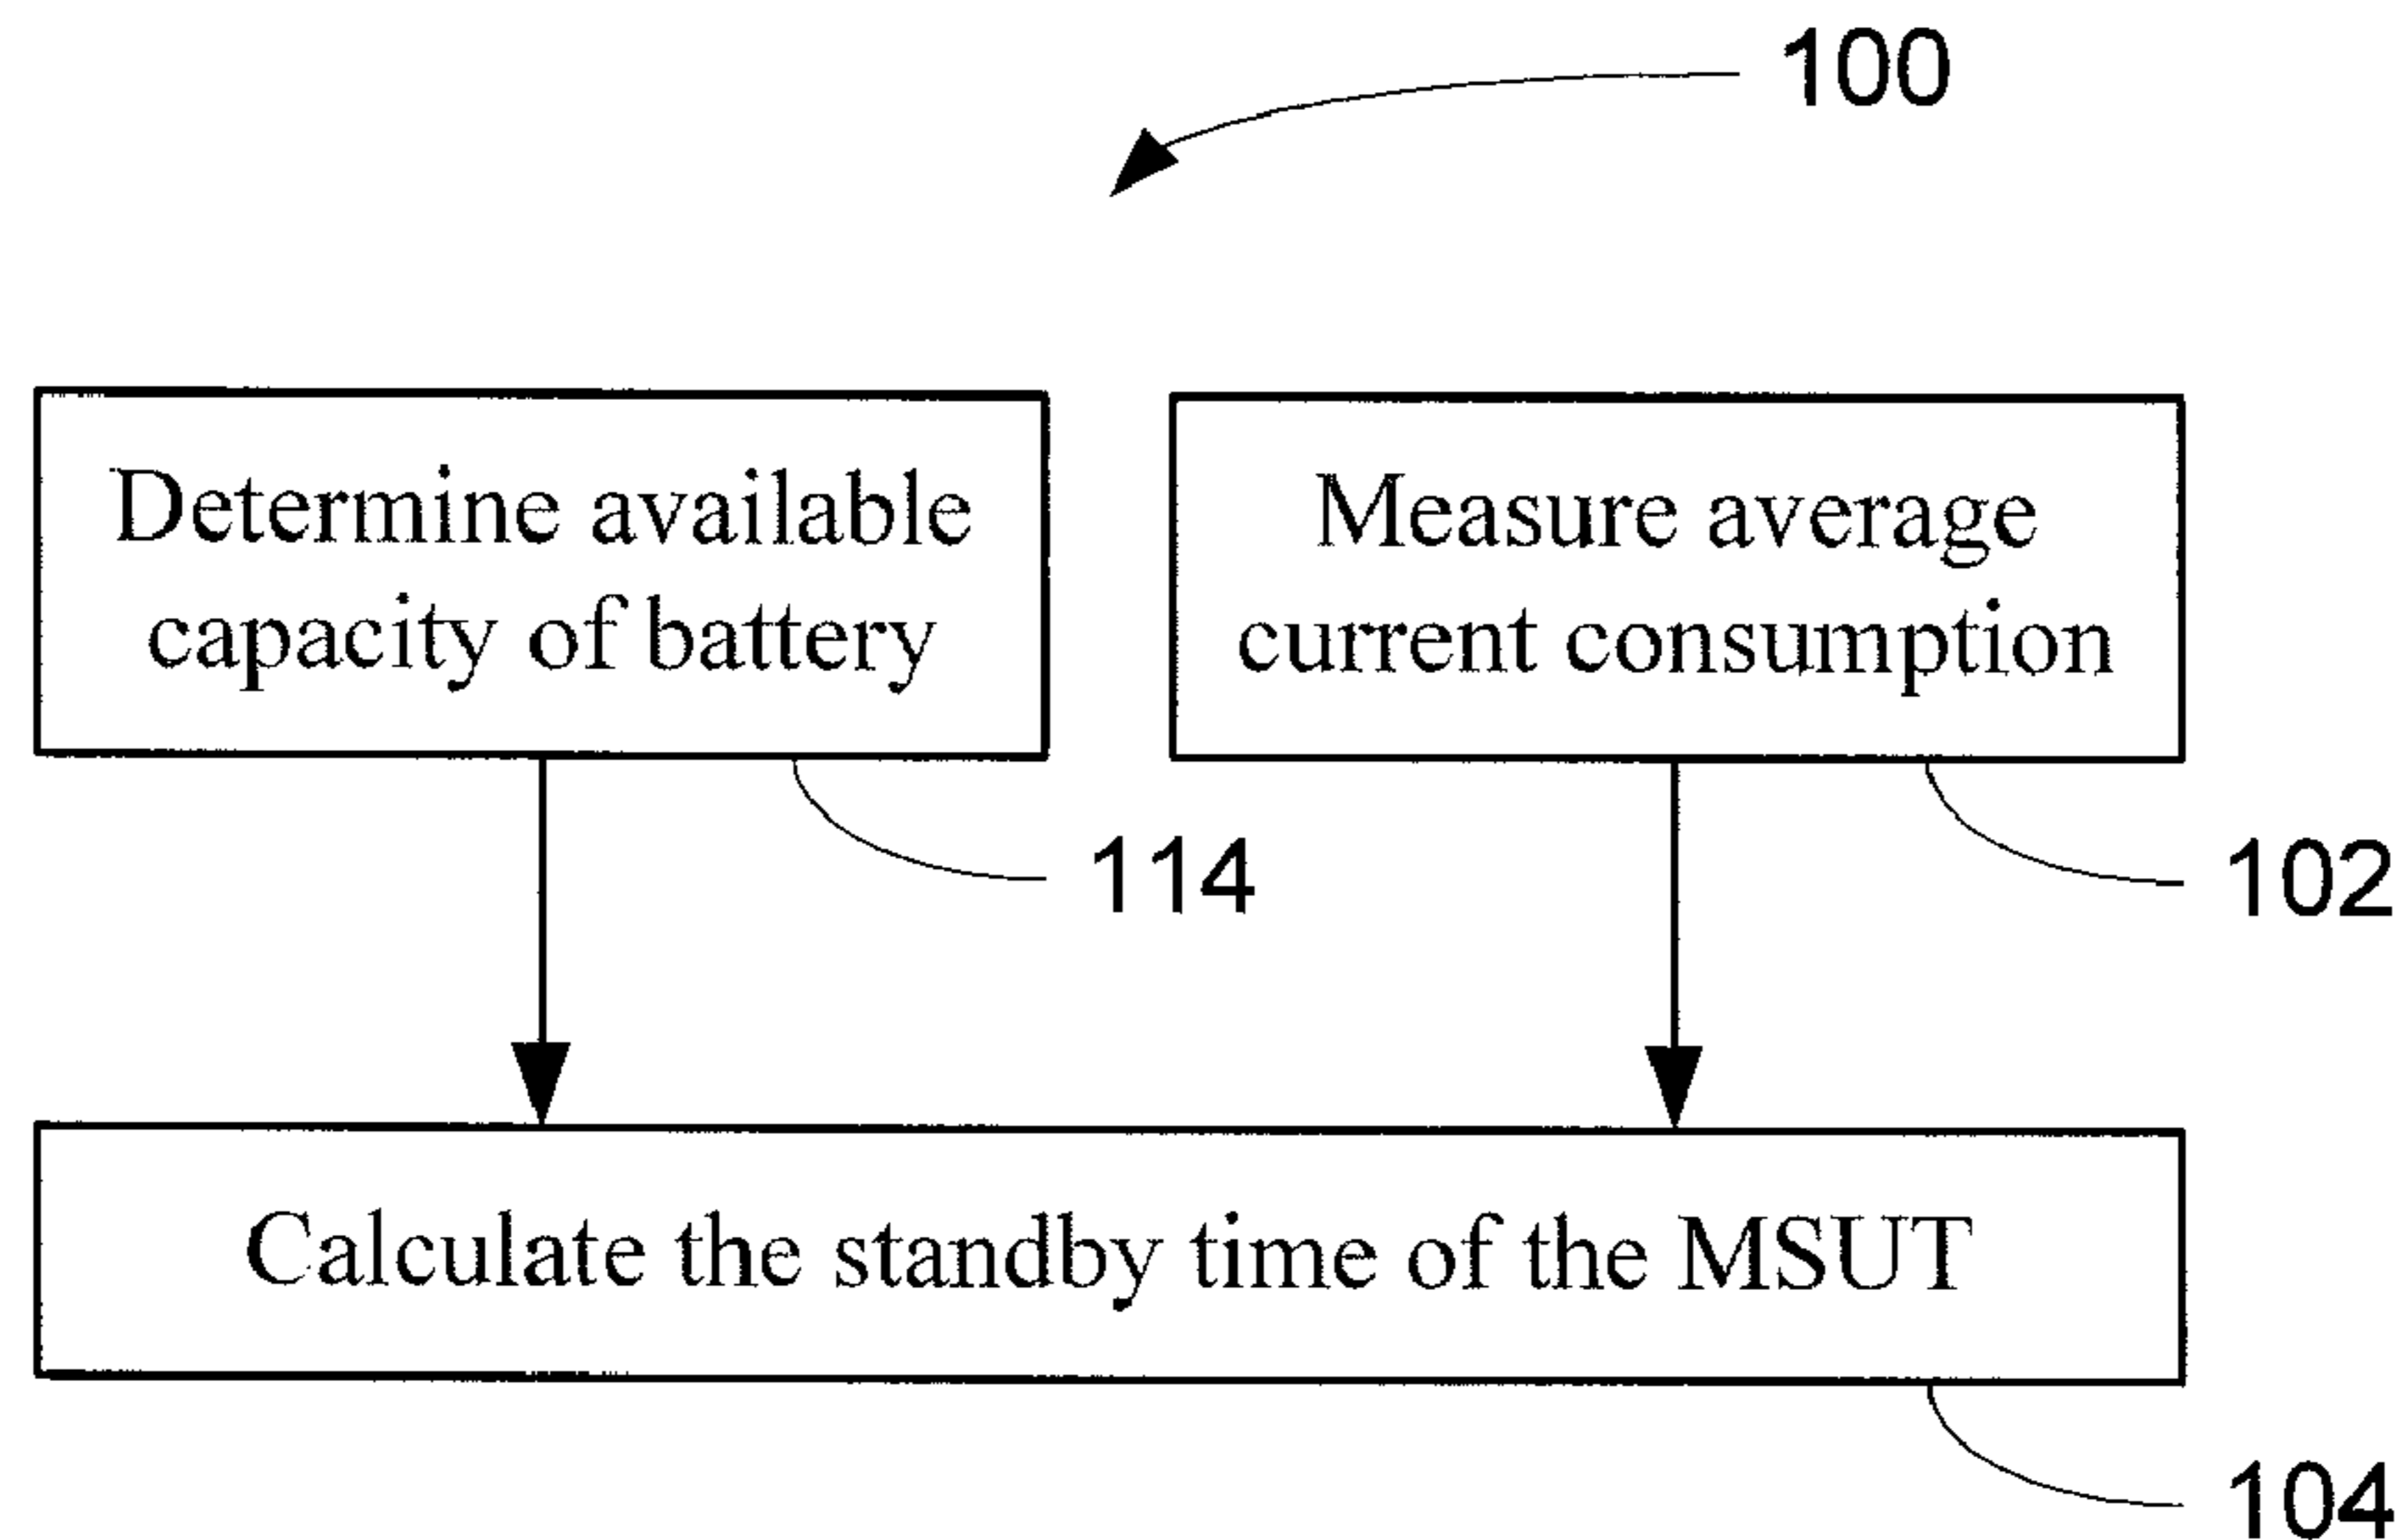 100
Determine available
capacity of battery
Measure average
current consumption
114
102
Calculate the standby time of the MSUT
104